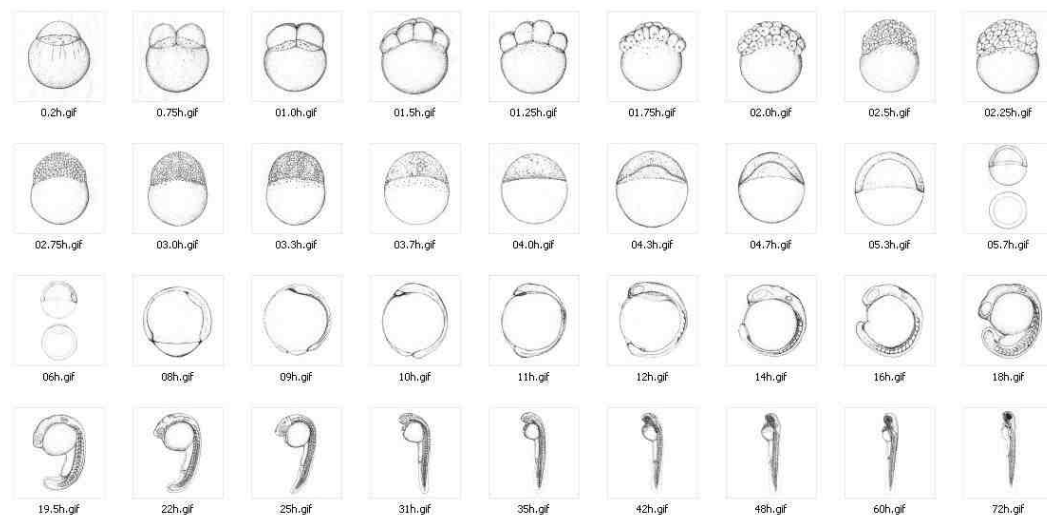 0.2h.gif 0.75h.gif 01.0h.gif 01.5h.gif 01.25h.gif 01.75h.gif 02.0h.gif 02.5h.gif 02.25h.gif
02.75h.gif 03.0h.gif 03.3h.gif 03.7h.gif 04.0h.gif 04.3h.gif 04.7h.gif 05.3h.gif 05.7h.gif
06h.gif 08h.gif 09h.gif 10h.gif 11h.gif 12h.gif 14h.gif 16h.gif 18h.gif
19.5h.gif 22h.gif 25h.gif 31h.gif 35h.gif 42h.gif 48h.gif 60h.gif 72h.gif